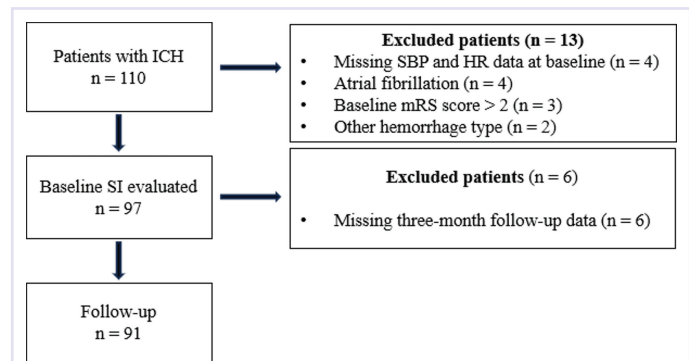 Patients with ICH
n = 110
Excluded patients (n = 13)
• Missing SBP and HR data at baseline (n = 4)
• Atrial fibrillation (n = 4)
• Baseline mRS score > 2 (n = 3)
• Other hemorrhage type (n = 2)
Baseline SI evaluated
n = 97
Excluded patients (n = 6)
• Missing three-month follow-up data (n = 6)
Follow-up
n = 91